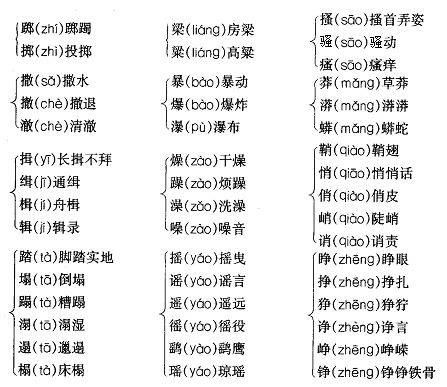 踯(zhí)踯躅
掷(zhì)投掷
梁(liáng)房梁
粱(liáng)高粱
搔(sāo)搔首弄姿
骚(sāo)骚动
瘙(sāo)瘙痒
撒(sǎ)撒水
撤(chè)撤退
澈(chè)清澈
暴(bào)暴动
爆(bào)爆炸
瀑(pù)瀑布
莽(mǎng)草莽
漭(mǎng)漭漭
蟒(mǎng)蟒蛇
揖(yī)长揖不拜
缉(jī)通缉
楫(jí)舟楫
辑(jí)辑录
燥(zào)干燥
躁(zào)烦躁
澡(zǎo)洗澡
噪(zào)噪音
鞘(qiào)鞘翅
悄(qiāo)悄悄话
俏(qiào)俏皮
峭(qiào)陡峭
诮(qiào)诮责
踏(tà)脚踏实地
塌(tā)倒塌
蹋(tà)糟蹋
溻(tā)溻湿
遢(tā)邋遢
榻(tà)床榻
摇(yáo)摇曳
谣(yáo)谣言
遥(yáo)遥远
徭(yáo)徭役
鹞(yào)鹞鹰
瑶(yáo)琼瑶
睁(zhēng)睁眼
挣(zhēng)挣扎
狰(zhēng)狰狞
诤(zhèng)诤言
峥(zhēng)峥嵘
铮(zhēng)铮铮铁骨